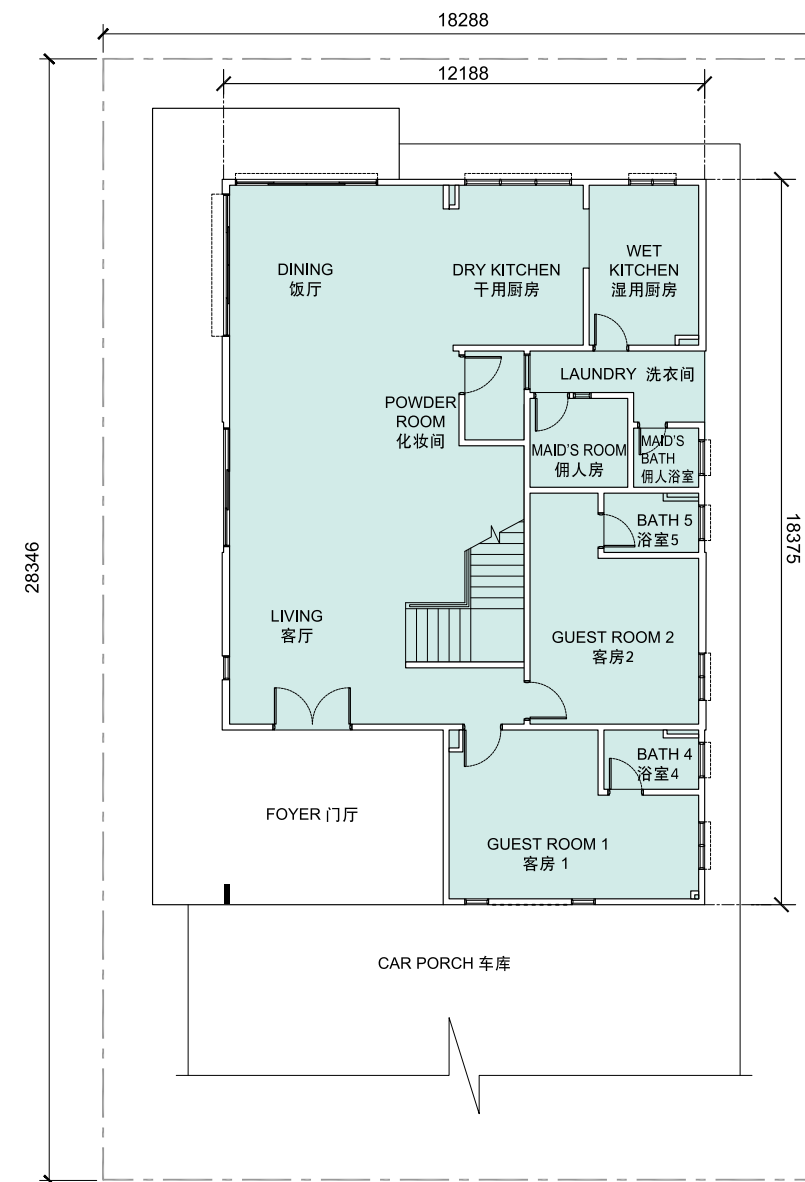 18288
12188
DINING
饭厅
DRY KITCHEN
干用厨房
WET
KITCHEN
湿用厨房
LAUNDRY 洗衣间
POWDER
ROOM
化妆间
MAID'S ROOM
佣人房
MAID'S
BATH
佣人浴室
BATH 5
浴室5
28346
18375
LIVING
客厅
GUEST ROOM 2
客房2
BATH 4
浴室4
FOYER 门厅
GUEST ROOM 1
客房 1
CAR PORCH 车库